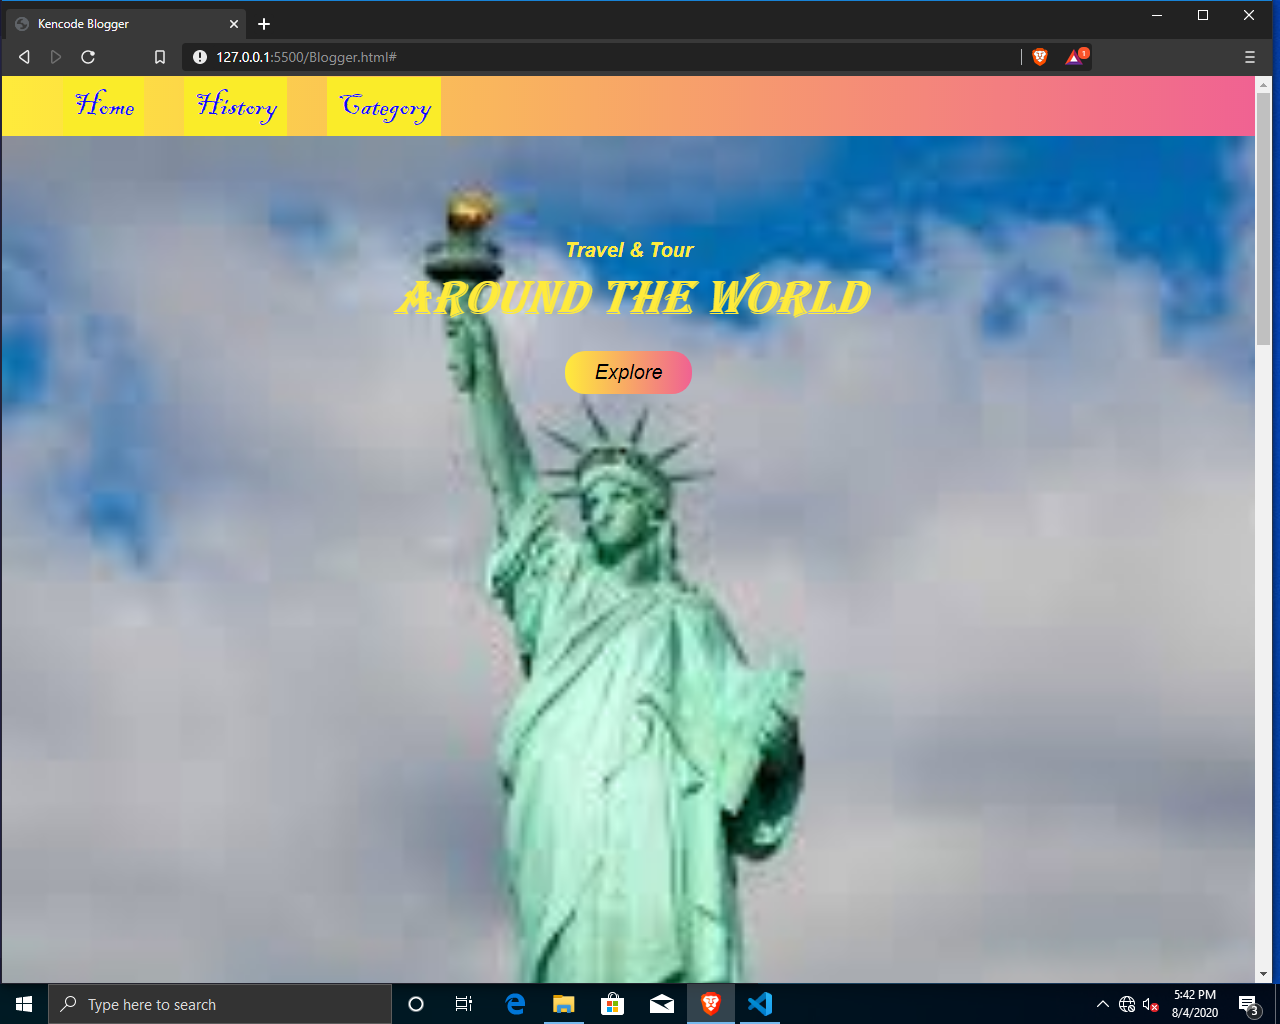 Kencode Blogger
127.0.0.1:5500/Blogger.html#
1
Home History Category
Travel & Tour
AROUND THE WORLD
Explore
Type here to search
5:42 PM
8/4/2020
3